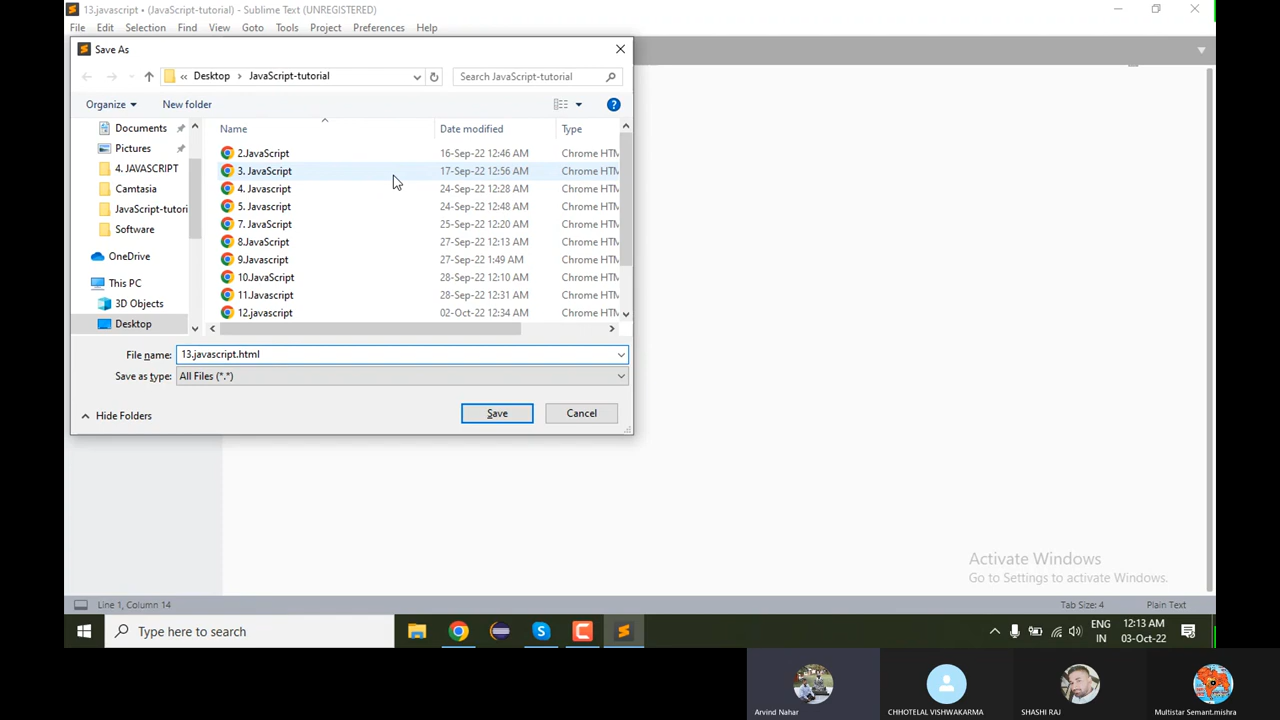 13.javascript • (JavaScript-tutorial) - Sublime Text (UNREGISTERED)
File Edit Selection Find View Goto Tools Project Preferences Help
Save As
« Desktop › JavaScript-tutorial
Search JavaScript-tutorial
Organize New folder
Documents
Pictures
4. JAVASCRIPT
Camtasia
JavaScript-tutori
Software
OneDrive
This PC
3D Objects
Desktop
Name Date modified Type
2.JavaScript 16-Sep-22 12:46 AM Chrome HTM
3. JavaScript 17-Sep-22 12:56 AM Chrome HTM
4. Javascript 24-Sep-22 12:28 AM Chrome HTM
5. Javascript 24-Sep-22 12:48 AM Chrome HTM
7. JavaScript 25-Sep-22 12:20 AM Chrome HTM
8.JavaScript 27-Sep-22 12:13 AM Chrome HTM
9.Javascript 27-Sep-22 1:49 AM Chrome HTM
10.JavaScript 28-Sep-22 12:10 AM Chrome HTM
11.Javascript 28-Sep-22 12:31 AM Chrome HTM
12.javascript 02-Oct-22 12:34 AM Chrome HTM
File name: 13.javascript.html
Save as type: All Files (*.*)
Hide Folders
Save Cancel
Activate Windows
Go to Settings to activate Windows.
Line 1, Column 14 Tab Size: 4 Plain Text
Type here to search
ENG
IN
12:13 AM
03-Oct-22
Arvind Nahar
CHHOTELAL VISHWAKARMA
SHASHI RAJ
Multistar Semant.mishra